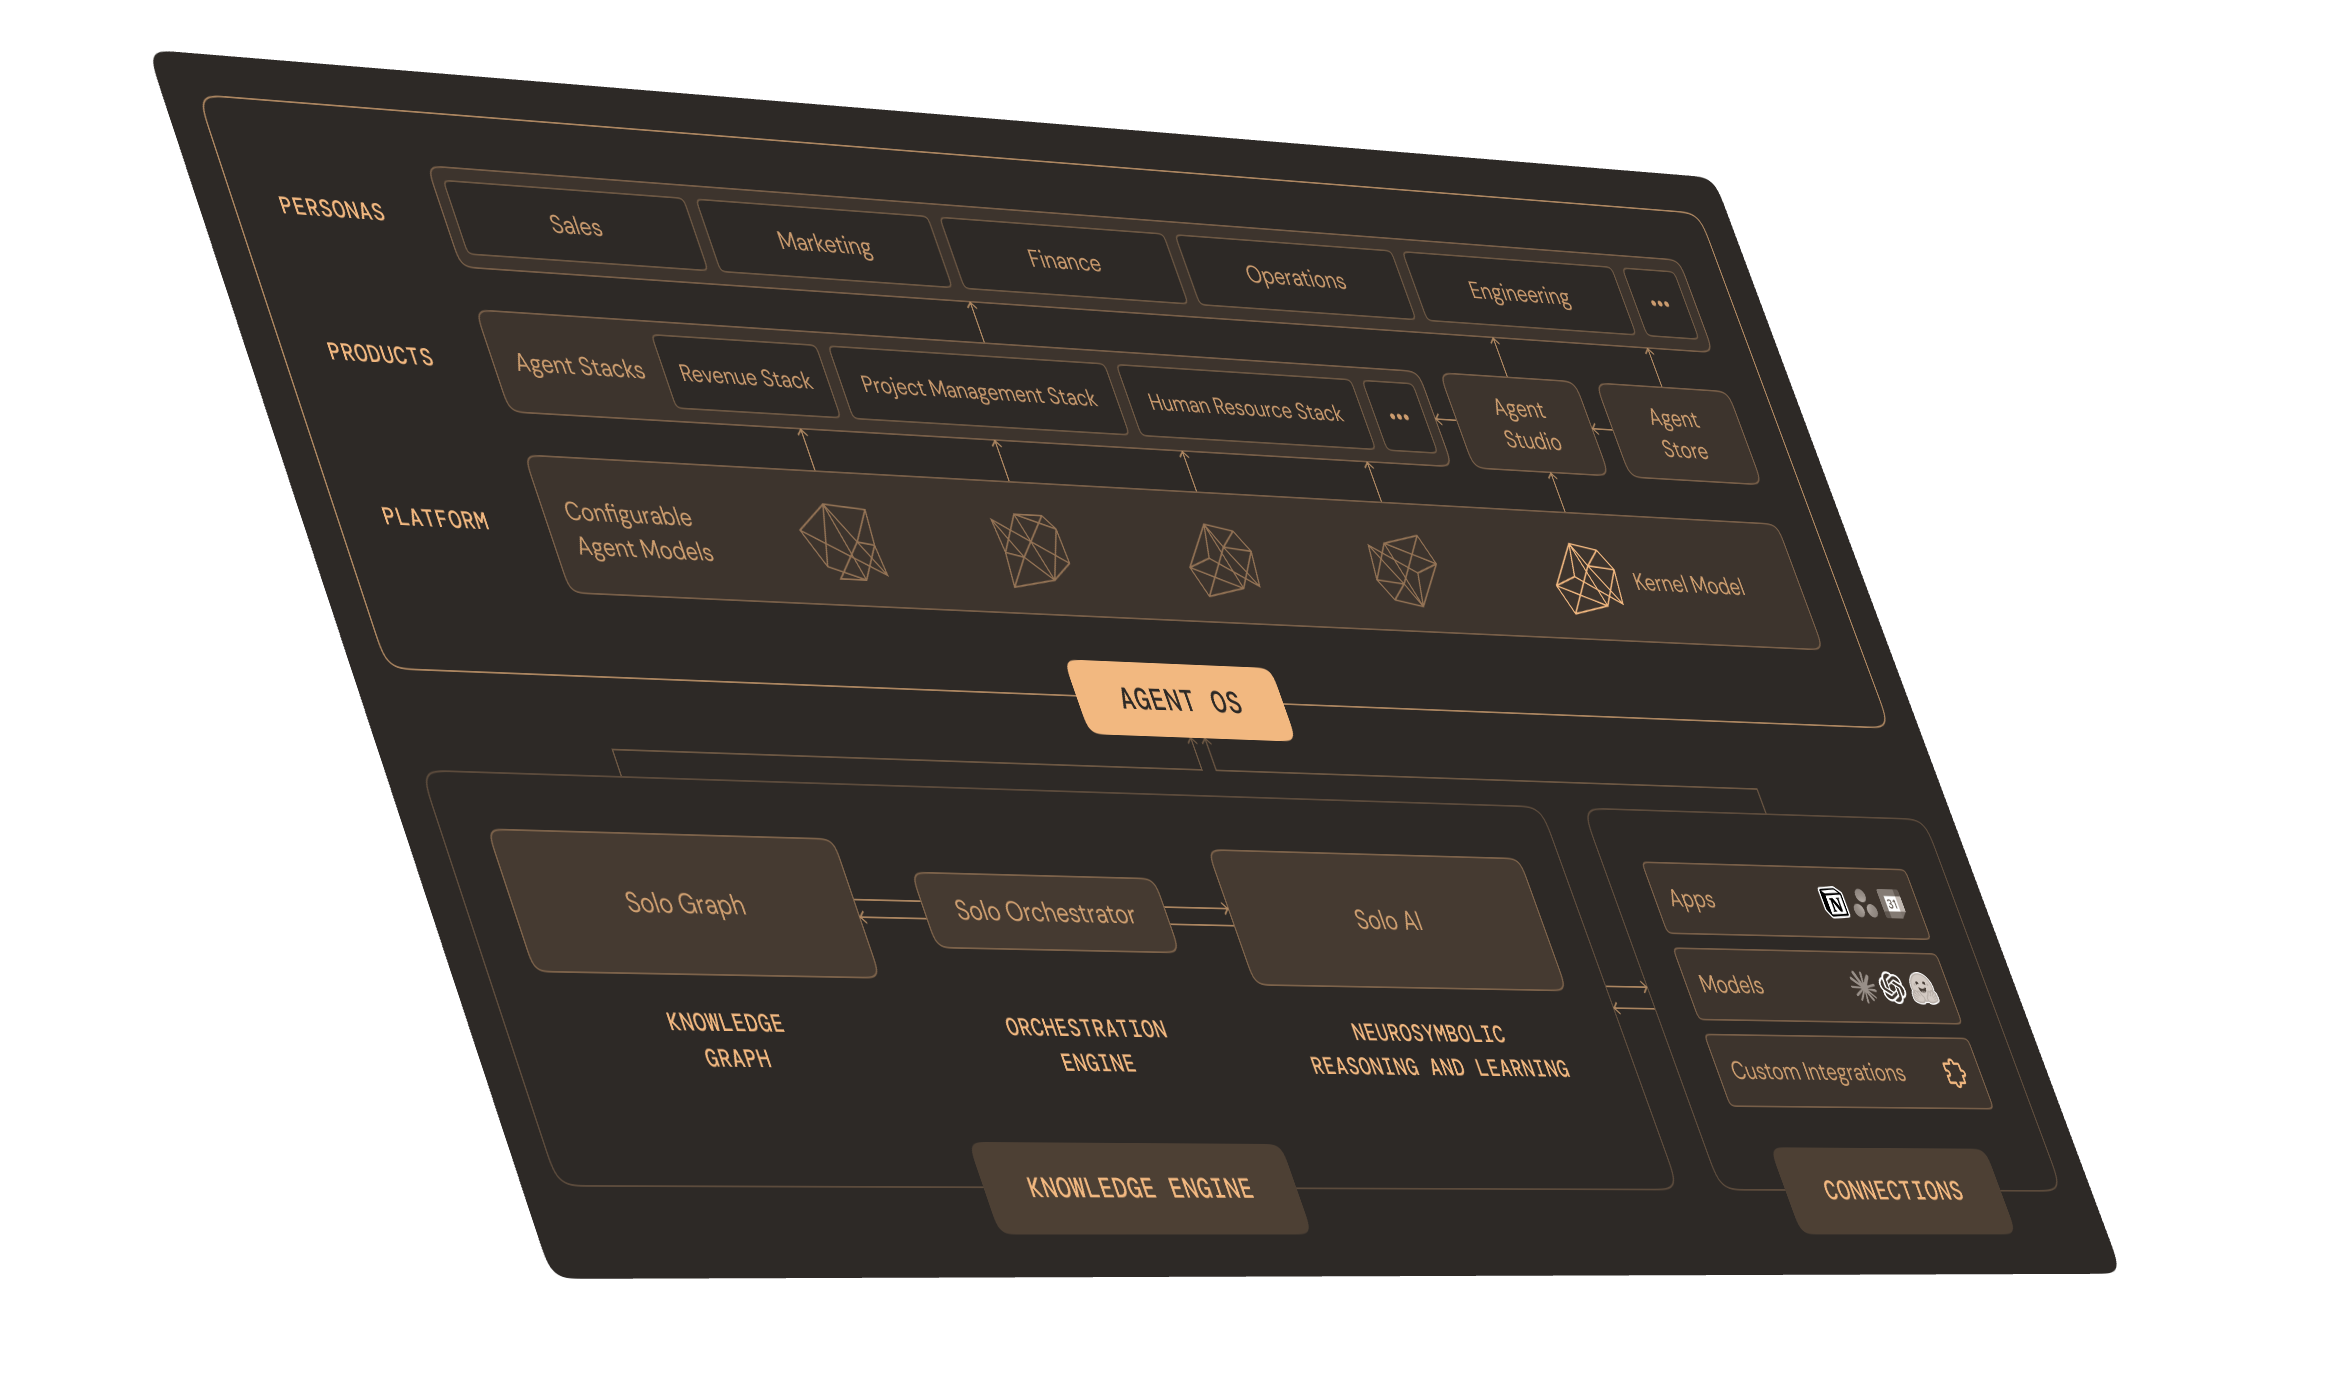 PERSONAS
Sales
Marketing
Finance
Operations
Engineering
•••
PRODUCTS
Agent Stacks
Revenue Stack
Project Management Stack
Human Resource Stack
•••
Agent
Studio
Agent
Store
PLATFORM
Configurable
Agent Models
Kernel Model
AGENT OS
Solo Graph
Solo Orchestrator
Solo AI
KNOWLEDGE
GRAPH
ORCHESTRATION
ENGINE
NEUROSYMBOLIC
REASONING AND LEARNING
KNOWLEDGE ENGINE
Apps
N
31
Models
Custom Integrations
CONNECTIONS